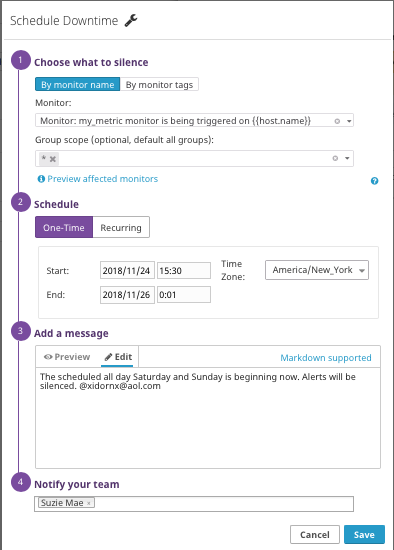 Schedule Downtime
1 Choose what to silence
By monitor name By monitor tags
Monitor:
Monitor: my_metric monitor is being triggered on {{host.name}}
Group scope (optional, default all groups):
*
Preview affected monitors
2 Schedule
One-Time Recurring
Start: 2018/11/24 15:30 Time Zone: America/New_York
End: 2018/11/26 0:01
3 Add a message
Preview Edit Markdown supported
The scheduled all day Saturday and Sunday is beginning now. Alerts will be
silenced. @xidornx@aol.com
4 Notify your team
Suzie Mae ×
Cancel Save